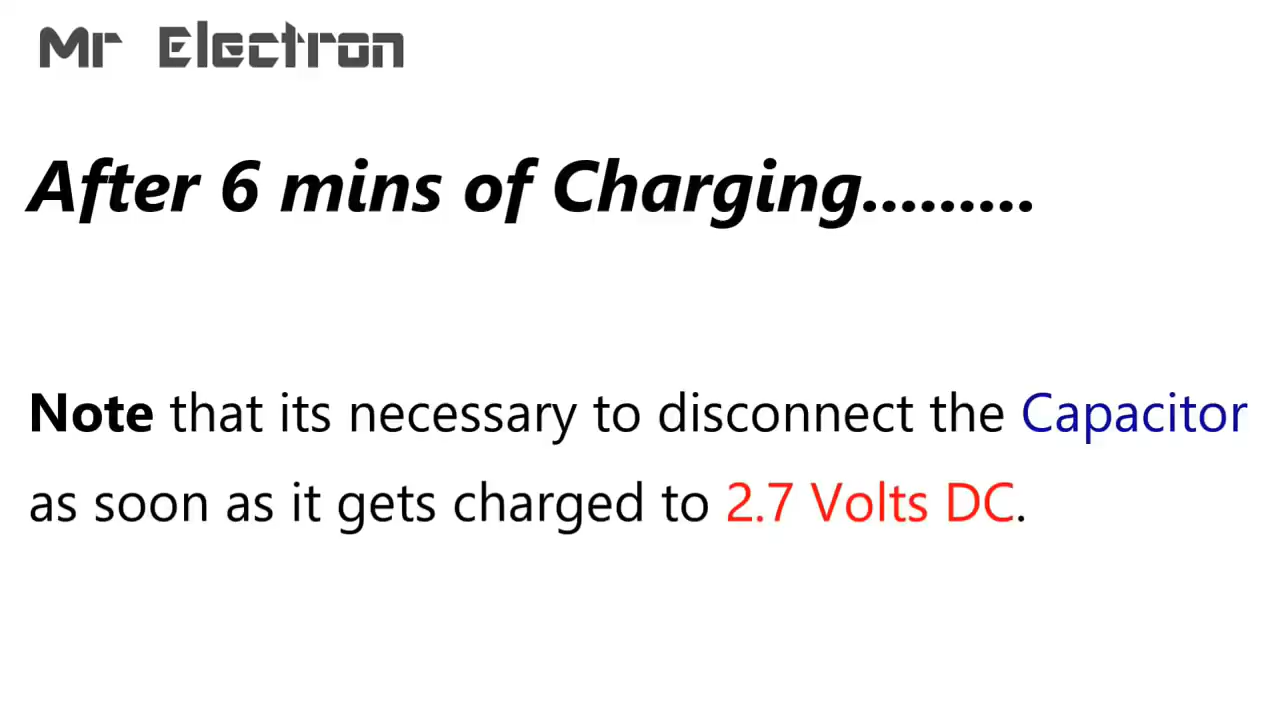 Mr Electron
After 6 mins of Charging.........
Note that its necessary to disconnect the Capacitor
as soon as it gets charged to 2.7 Volts DC.